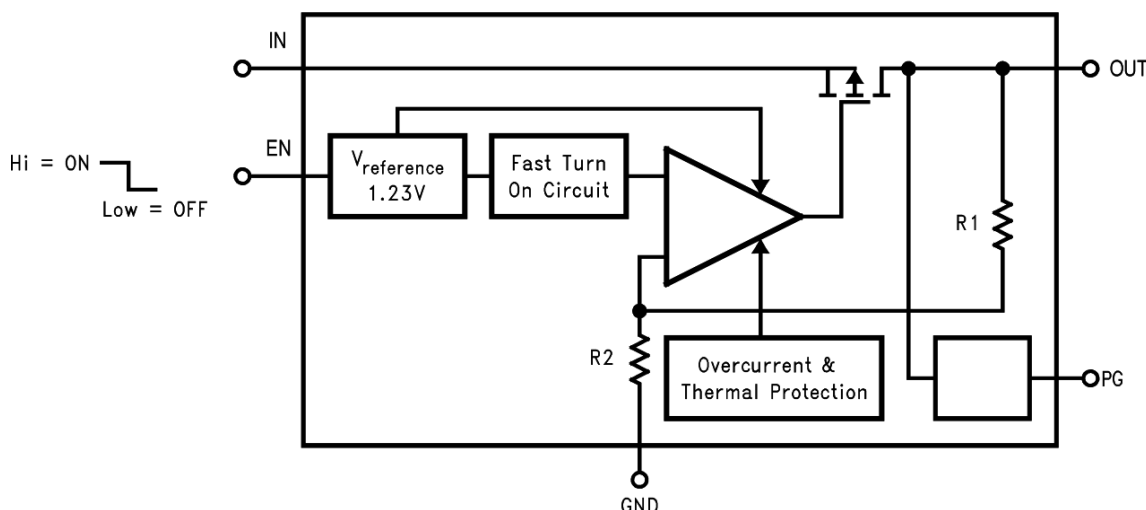 IN
OUT
EN
Hi = ON
Low = OFF
Vreference
1.23V
Fast Turn
On Circuit
R1
R2
Overcurrent &
Thermal Protection
PG
GND